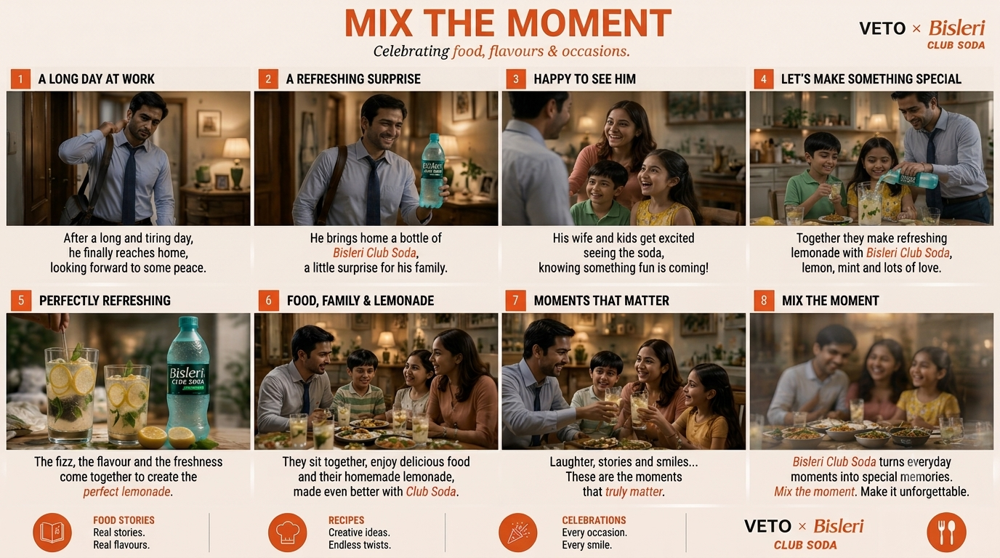 MIX THE MOMENT
Celebrating food, flavours & occasions.
VETO × Bisleri
CLUB SODA
1 A LONG DAY AT WORK
After a long and tiring day,
he finally reaches home,
looking forward to some peace.
2 A REFRESHING SURPRISE
He brings home a bottle of
Bisleri Club Soda,
a little surprise for his family.
3 HAPPY TO SEE HIM
His wife and kids get excited
seeing the soda,
knowing something fun is coming!
4 LET'S MAKE SOMETHING SPECIAL
Together they make refreshing
lemonade with Bisleri Club Soda,
lemon, mint and lots of love.
5 PERFECTLY REFRESHING
Bisleri
CLDE SODA
The fizz, the flavour and the freshness
come together to create the
perfect lemonade.
6 FOOD, FAMILY & LEMONADE
They sit together, enjoy delicious food
and their homemade lemonade,
made even better with Club Soda.
7 MOMENTS THAT MATTER
Laughter, stories and smiles...
These are the moments
that truly matter.
8 MIX THE MOMENT
Bisleri Club Soda turns everyday
moments into special memories.
Mix the moment. Make it unforgettable.
FOOD STORIES
Real stories.
Real flavours.
RECIPES
Creative ideas.
Endless twists.
CELEBRATIONS
Every occasion.
Every smile.
VETO × Bisleri
CLUB SODA